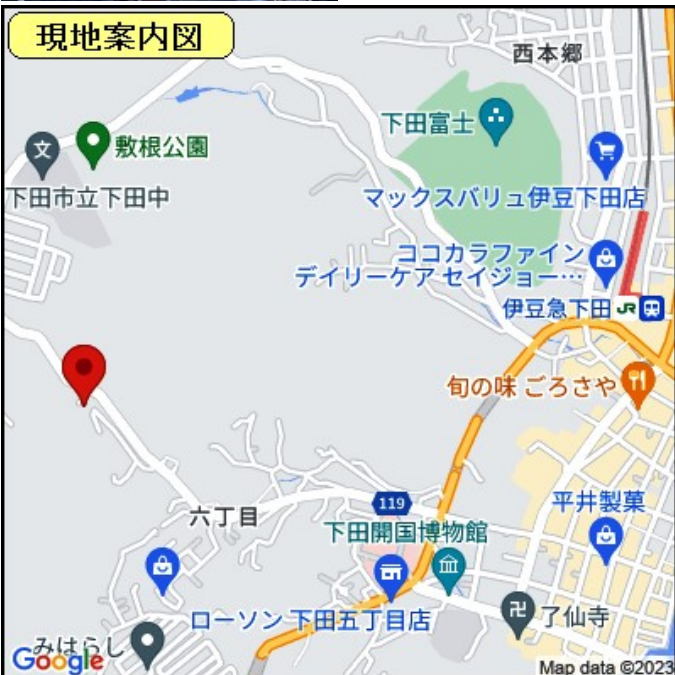 現地案内図
西本郷
下田富士
敷根公園
下田市立下田中
マックスバリュ伊豆下田店
ココカラファイン
デイリーケア セイジョー…
伊豆急下田 JR
旬の味 ごろさや
119
六丁目
下田開国博物館
平井製菓
ローソン 下田五丁目店
了仙寺
みはらし
Google
Map data ©2023
文
卍